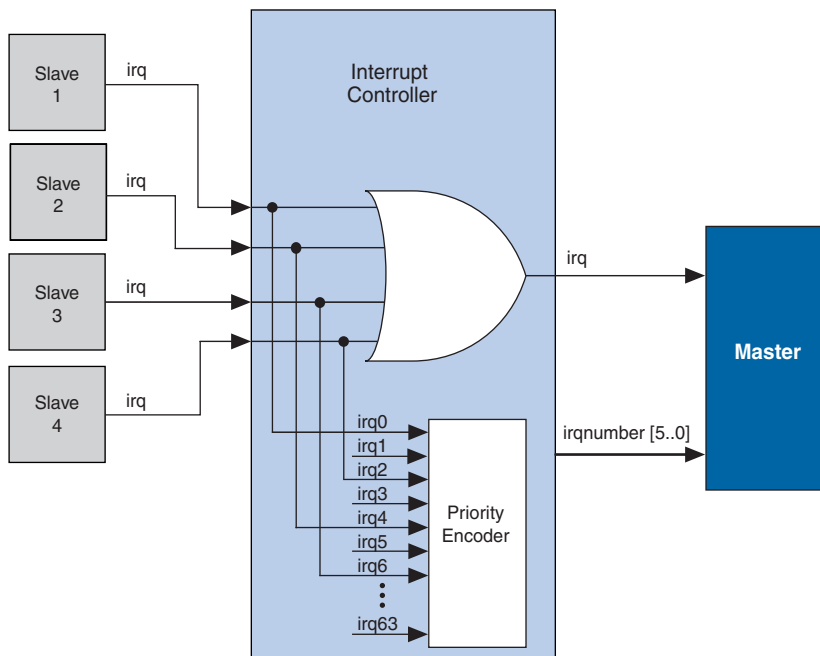 Slave
1
irq
Slave
2
irq
Slave
3
irq
Slave
4
irq
Interrupt
Controller
irq0
irq1
irq2
irq3
irq4
irq5
irq6
irq63
Priority
Encoder
irq
irqnumber [5..0]
Master